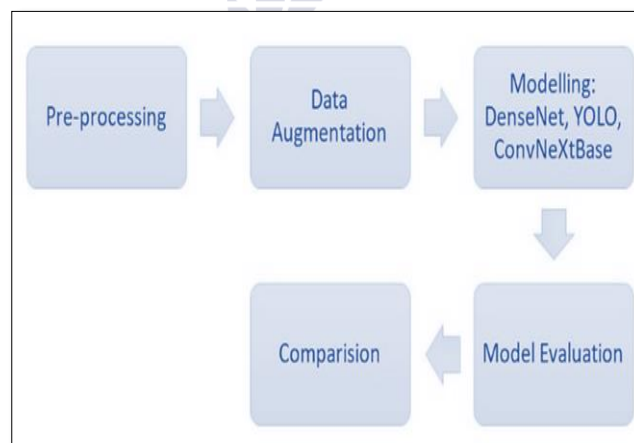 Pre-processing
Data
Augmentation
Modelling:
DenseNet, YOLO,
ConvNeXtBase
Model Evaluation
Comparision